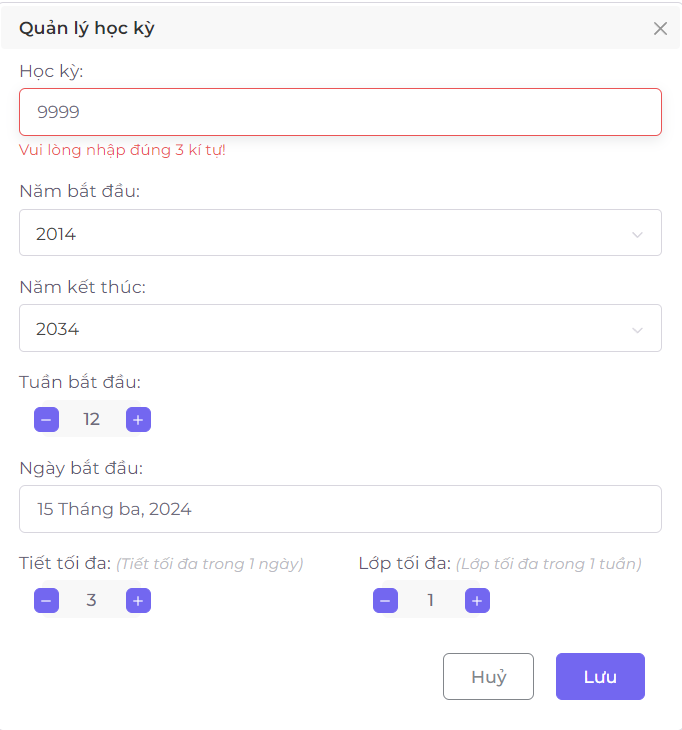 Quản lý học kỳ
Học kỳ:
9999
Vui lòng nhập đúng 3 kí tự!
Năm bắt đầu:
2014
Năm kết thúc:
2034
Tuần bắt đầu:
12
Ngày bắt đầu:
15 Tháng ba, 2024
Tiết tối đa: (Tiết tối đa trong 1 ngày) Lớp tối đa: (Lớp tối đa trong 1 tuần)
3 1
Huỷ Lưu